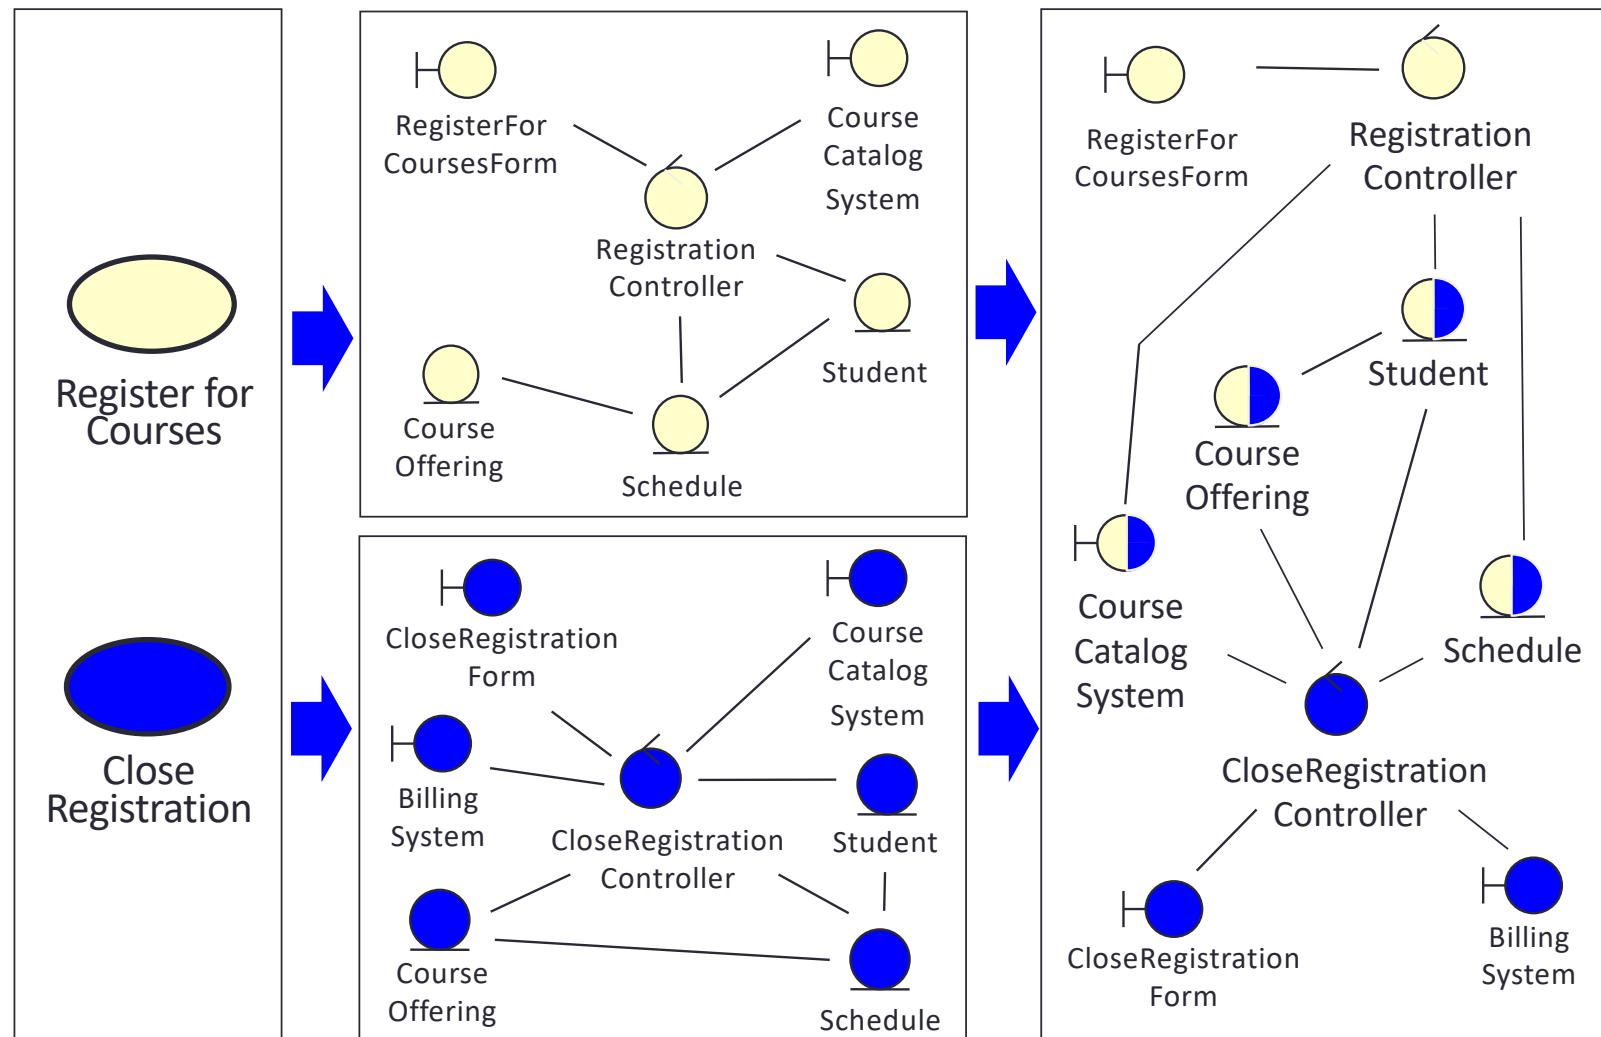 Register for
Courses
Close
Registration
RegisterFor
CoursesForm
Course
Catalog
System
Registration
Controller
Student
Course
Offering
Schedule
CloseRegistration
Form
Course
Catalog
System
Billing
System
CloseRegistration
Controller
Student
Course
Offering
Schedule
RegisterFor
CoursesForm
Registration
Controller
Student
Course
Offering
Course
Catalog
System
Schedule
CloseRegistration
Controller
CloseRegistration
Form
Billing
System